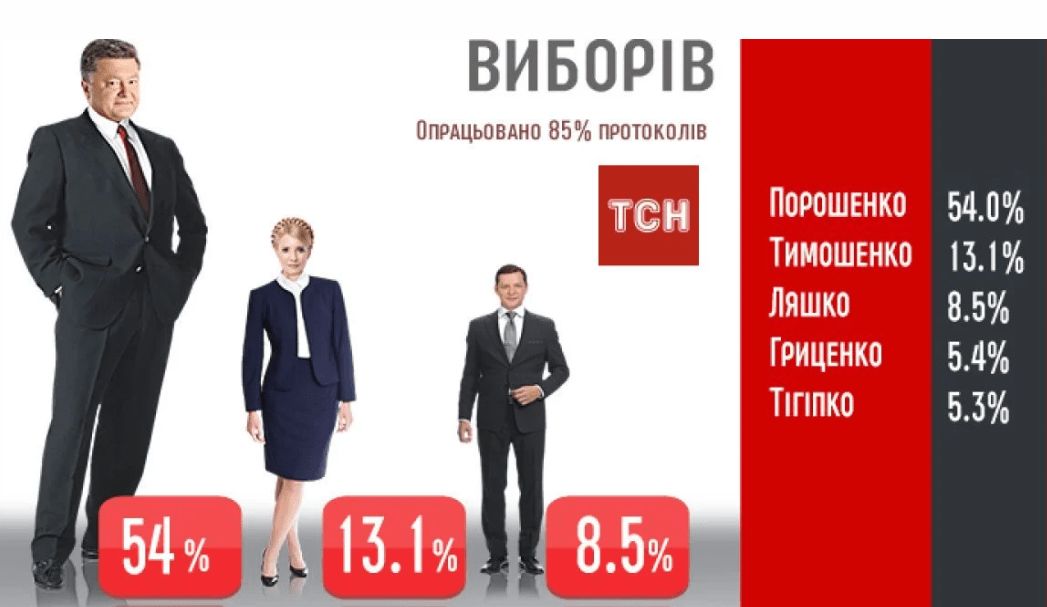 ВИБОРІВ
Опрацьовано 85% протоколів
ТСН
Порошенко 54.0%
Тимошенко 13.1%
Ляшко 8.5%
Гриценко 5.4%
Тігіпко 5.3%
54 % 13.1% 8.5%